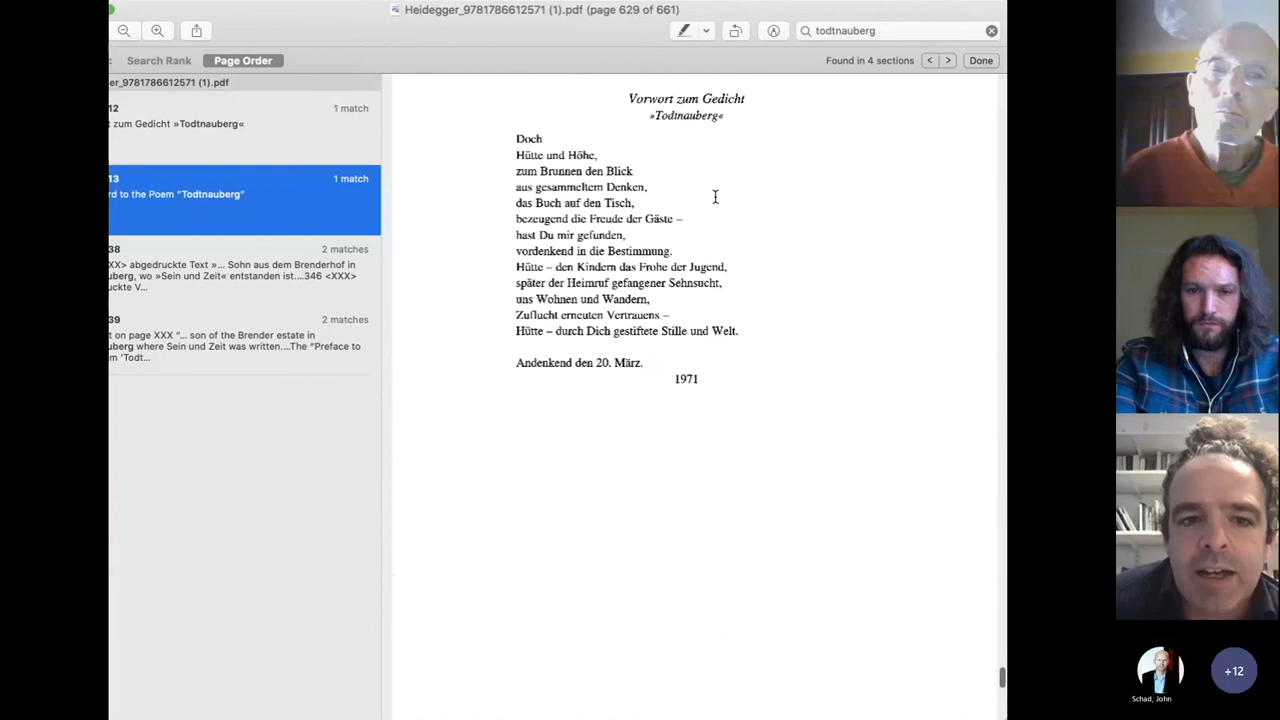 Heidegger_9781786612571 (1).pdf (page 629 of 661)
todtnauberg
Search Rank
Page Order
Found in 4 sections
<
>
Done
er_9781786612571 (1).pdf
12
1 match
t zum Gedicht »Todtnauberg«
13
1 match
rd to the Poem "Todtnauberg"
38
2 matches
XX> abgedruckte Text »... Sohn aus dem Brenderhof in
uberg, wo »Sein und Zeit« entstanden ist....346 <XXX>
uckte V...
39
2 matches
t on page XXX "... son of the Brender estate in
uberg where Sein und Zeit was written....The "Preface to
m 'Todt...
Vorwort zum Gedicht
»Todtnauberg«
Doch
Hütte und Höhe,
zum Brunnen den Blick
aus gesammeltem Denken,
das Buch auf den Tisch,
bezeugend die Freude der Gäste –
hast Du mir gefunden,
vordenkend in die Bestimmung.
Hütte – den Kindern das Frohe der Jugend,
später der Heimruf gefangener Sehnsucht,
uns Wohnen und Wandern,
Zuflucht erneuten Vertrauens –
Hütte – durch Dich gestiftete Stille und Welt.
Andenkend den 20. März.
1971
Schad, John
+12